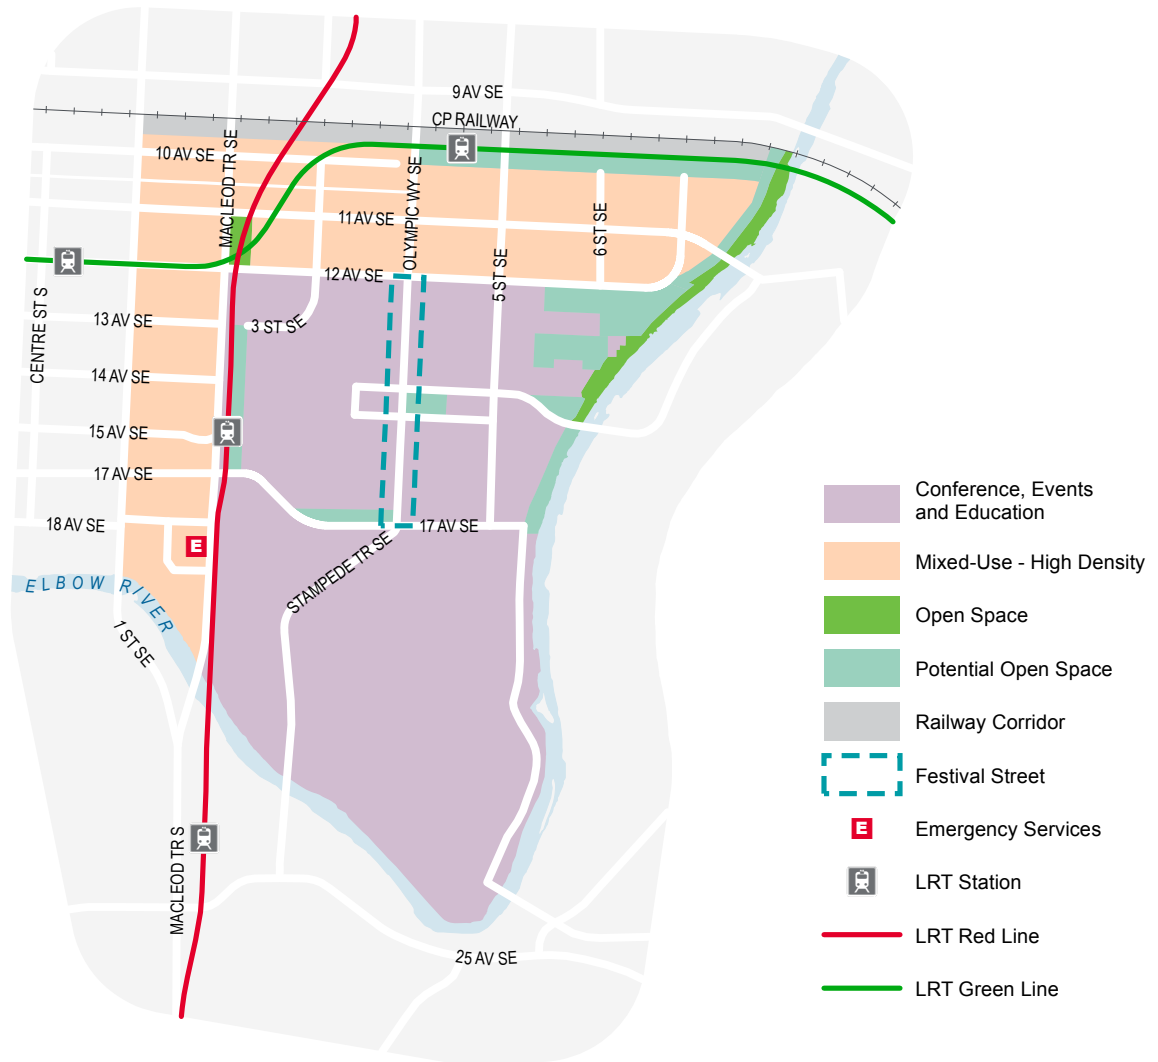 9 AV SE
CP RAILWAY
10 AV SE
MACLEOD TR SE
OLYMPIC WY SE
11 AV SE
6 ST SE
12 AV SE
5 ST SE
CENTRE ST S
13 AV SE
3 ST SE
14 AV SE
15 AV SE
17 AV SE
18 AV SE
17 AV SE
E
STAMPEDE TR SE
ELBOW RIVER
1 ST SE
MACLEOD TR S
25 AV SE
Conference, Events
and Education
Mixed-Use - High Density
Open Space
Potential Open Space
Railway Corridor
Festival Street
E
Emergency Services
LRT Station
LRT Red Line
LRT Green Line